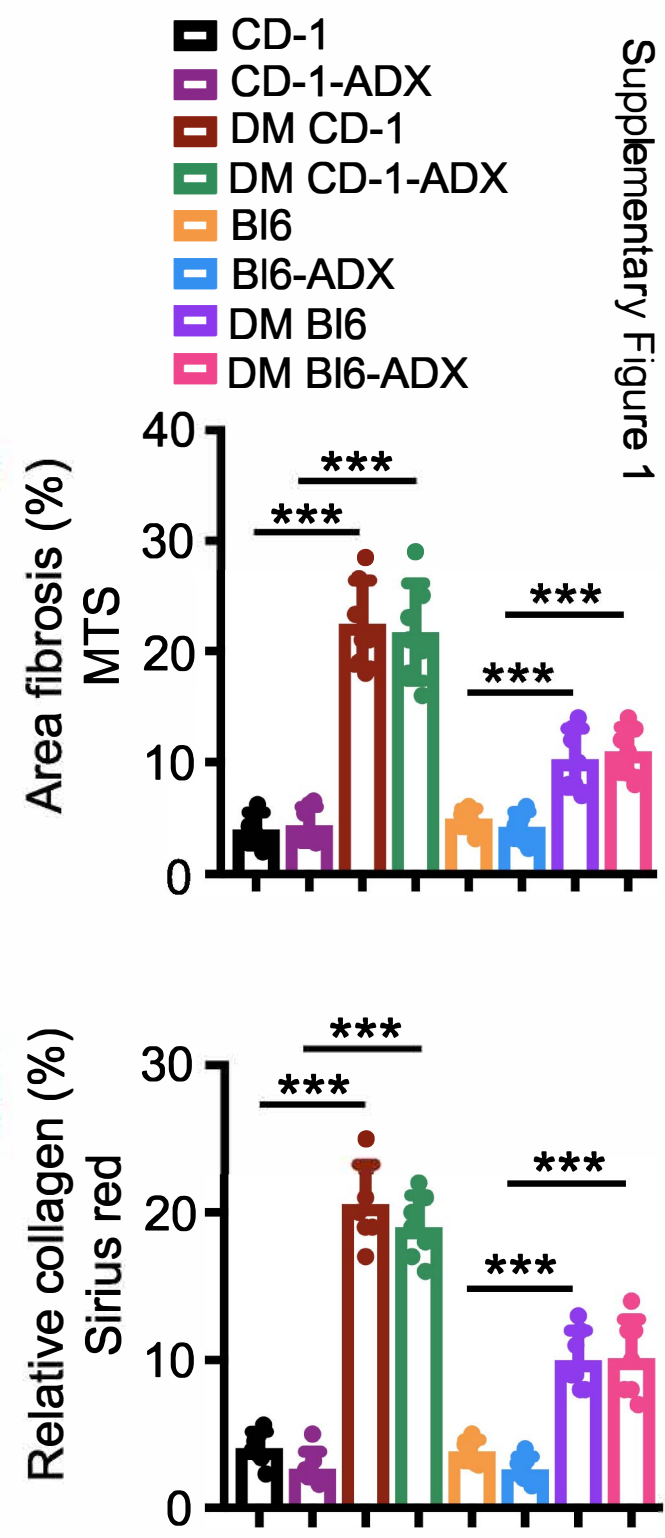 CD-1
CD-1-ADX
DM CD-1
DM CD-1-ADX
Bl6
Bl6-ADX
DM Bl6
DM Bl6-ADX
Supplementary Figure 1
Area fibrosis (%)
MTS
40
30
20
10
0
***
***
***
***
Relative collagen (%)
Sirius red
30
20
10
0
***
***
***
***